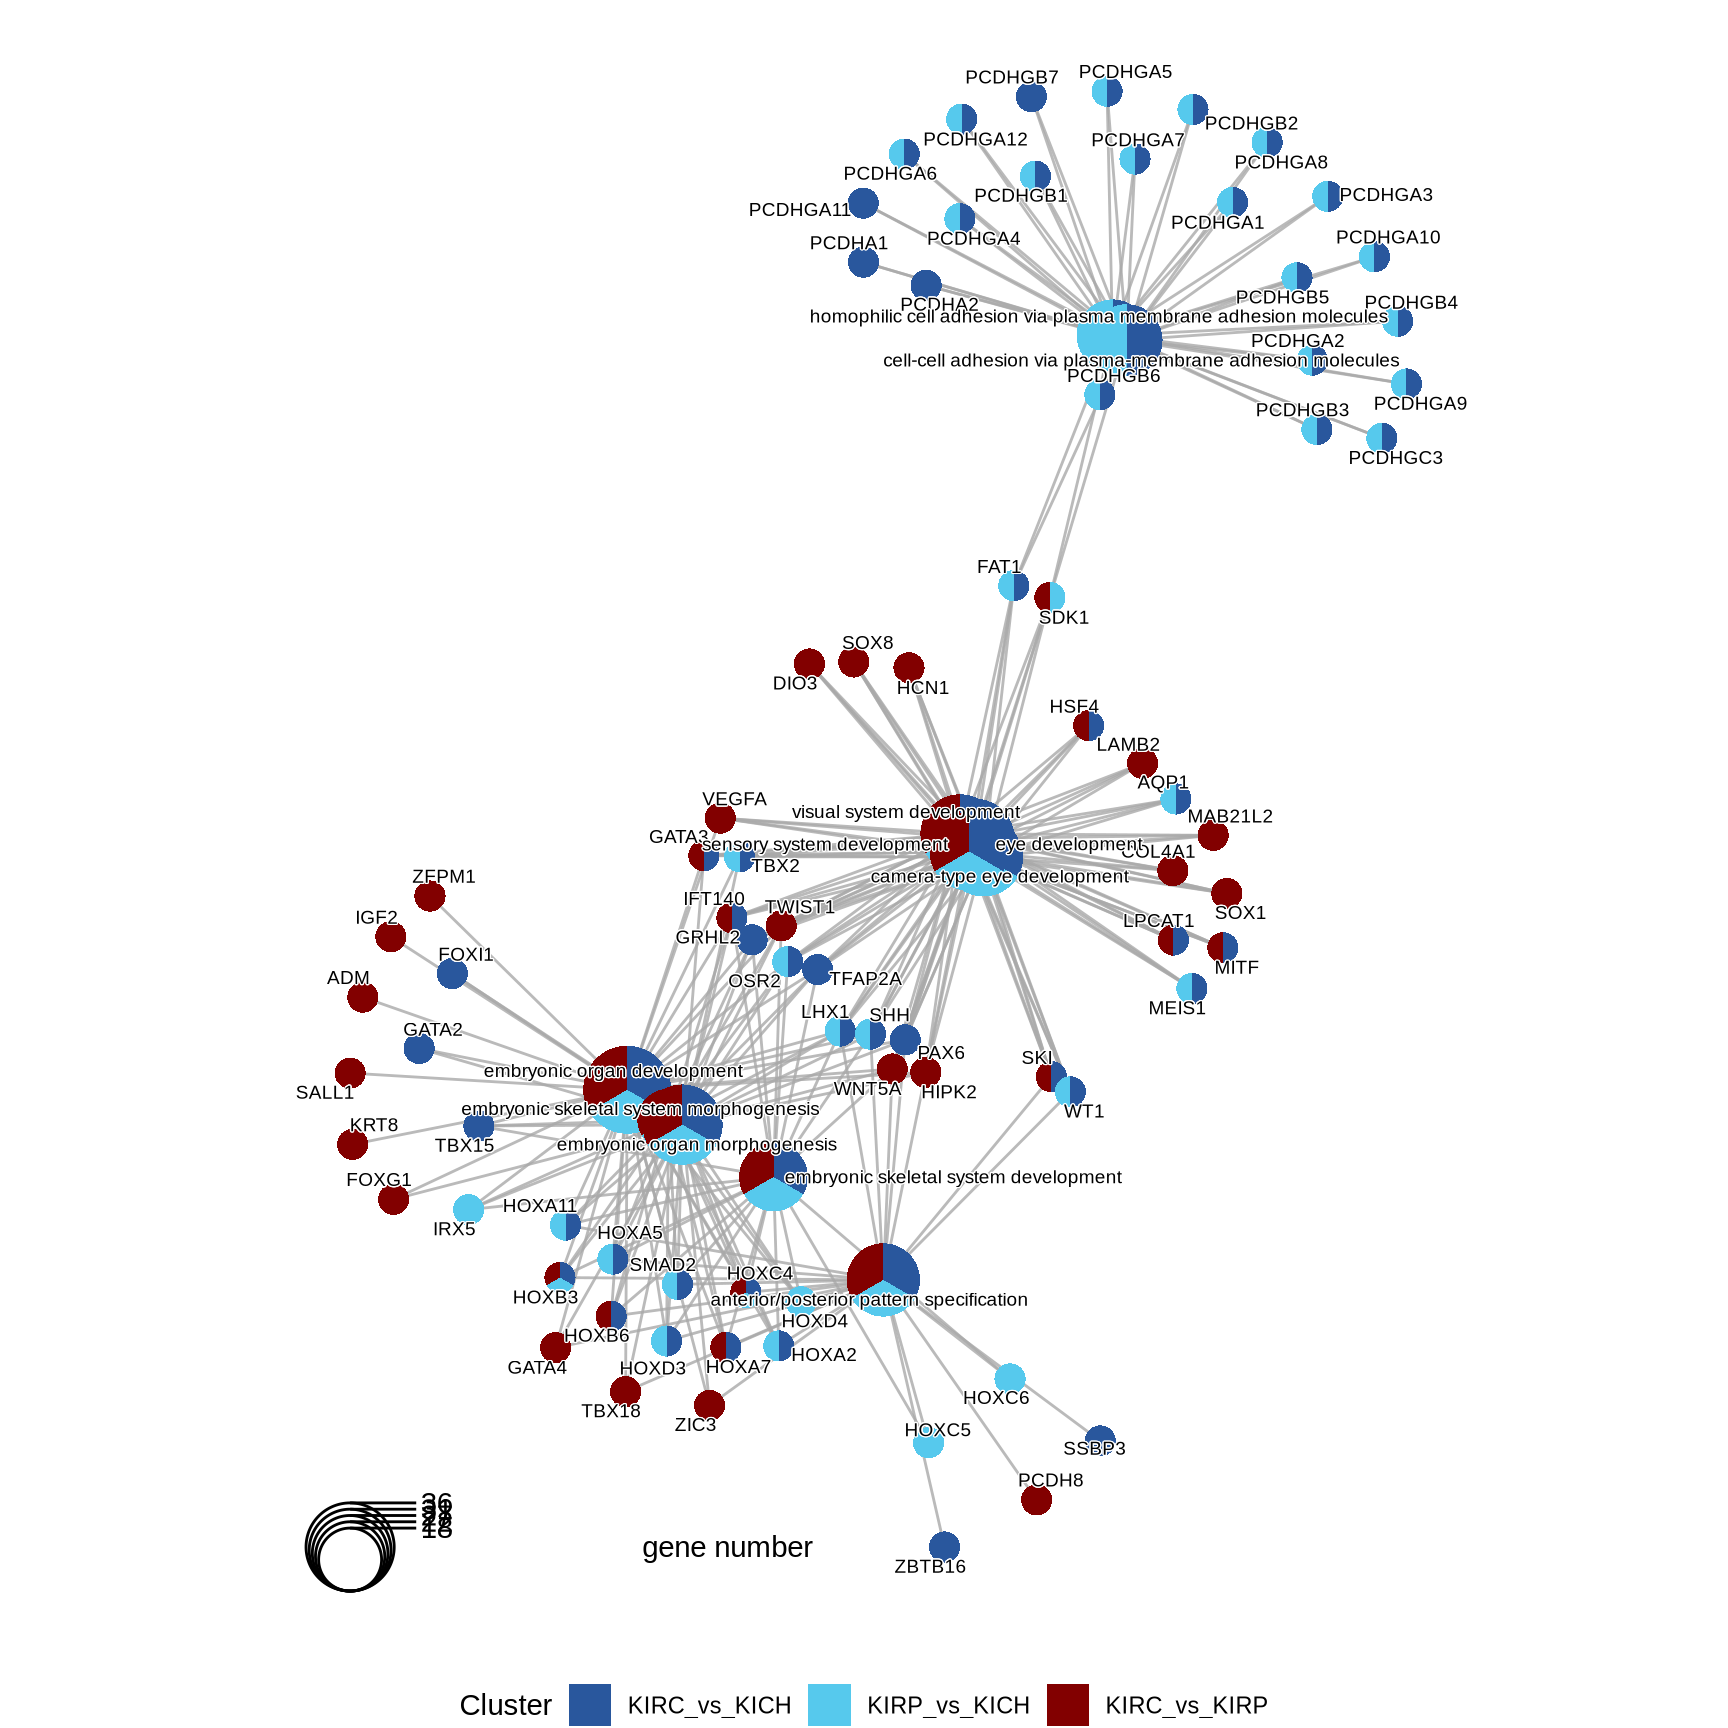 PCDHGB7
PCDHGA5
PCDHGA12
PCDHGA7
PCDHGB2
PCDHGA8
PCDHGA6
PCDHGB1
PCDHGA3
PCDHGA11
PCDHGA4
PCDHGA1
PCDHA1
PCDHGA10
PCDHA2
PCDHGB5
PCDHGB4
homophilic cell adhesion via plasma membrane adhesion molecules
PCDHGA2
cell-cell adhesion via plasma-membrane adhesion molecules
PCDHGB6
PCDHGA9
PCDHGB3
PCDHGC3
FAT1
SDK1
SOX8
DIO3
HCN1
HSF4
LAMB2
AQP1
VEGFA
visual system development
MAB21L2
GATA3
sensory system development
eye development
COL4A1
TBX2
ZFPM1
camera-type eye development
IFT140
TWIST1
IGF2
SOX1
LPCAT1
GRHL2
FOXI1
MITF
ADM
OSR2
TFAP2A
MEIS1
LHX1
SHH
GATA2
PAX6
SKI
embryonic organ development
SALL1
WNT5A
HIPK2
embryonic skeletal system morphogenesis
WT1
KRT8
TBX15
embryonic organ morphogenesis
FOXG1
embryonic skeletal system development
HOXA11
IRX5
HOXA5
SMAD2
HOXC4
HOXB3
anterior/posterior pattern specification
HOXD4
HOXB6
HOXA2
GATA4
HOXD3
HOXA7
HOXC6
TBX18
ZIC3
HOXC5
SSBP3
PCDH8
36
18
gene number
ZBTB16
Cluster
KIRC_vs_KICH
KIRP_vs_KICH
KIRC_vs_KIRP